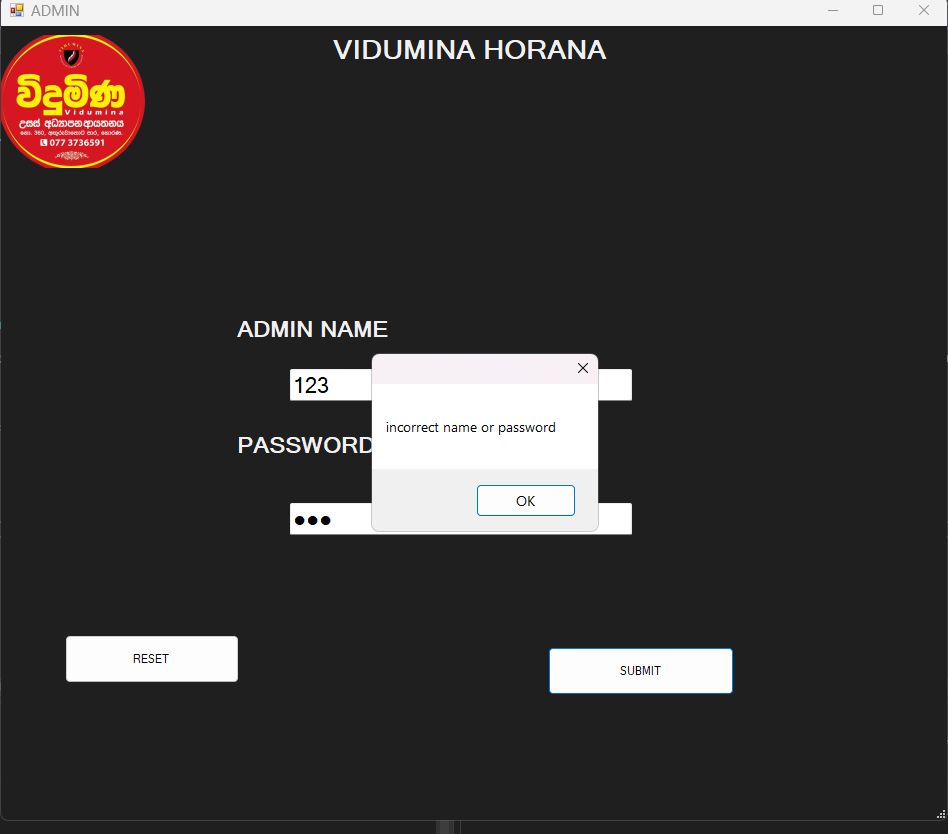 ADMIN
VIDUMINA HORANA
VIDUMINA
විදුමිණ
Vidumina
උසස් අධ්‍යාපන ආයතනය
077 3736591
ADMIN NAME
123
incorrect name or password
PASSWORD
OK
RESET
SUBMIT